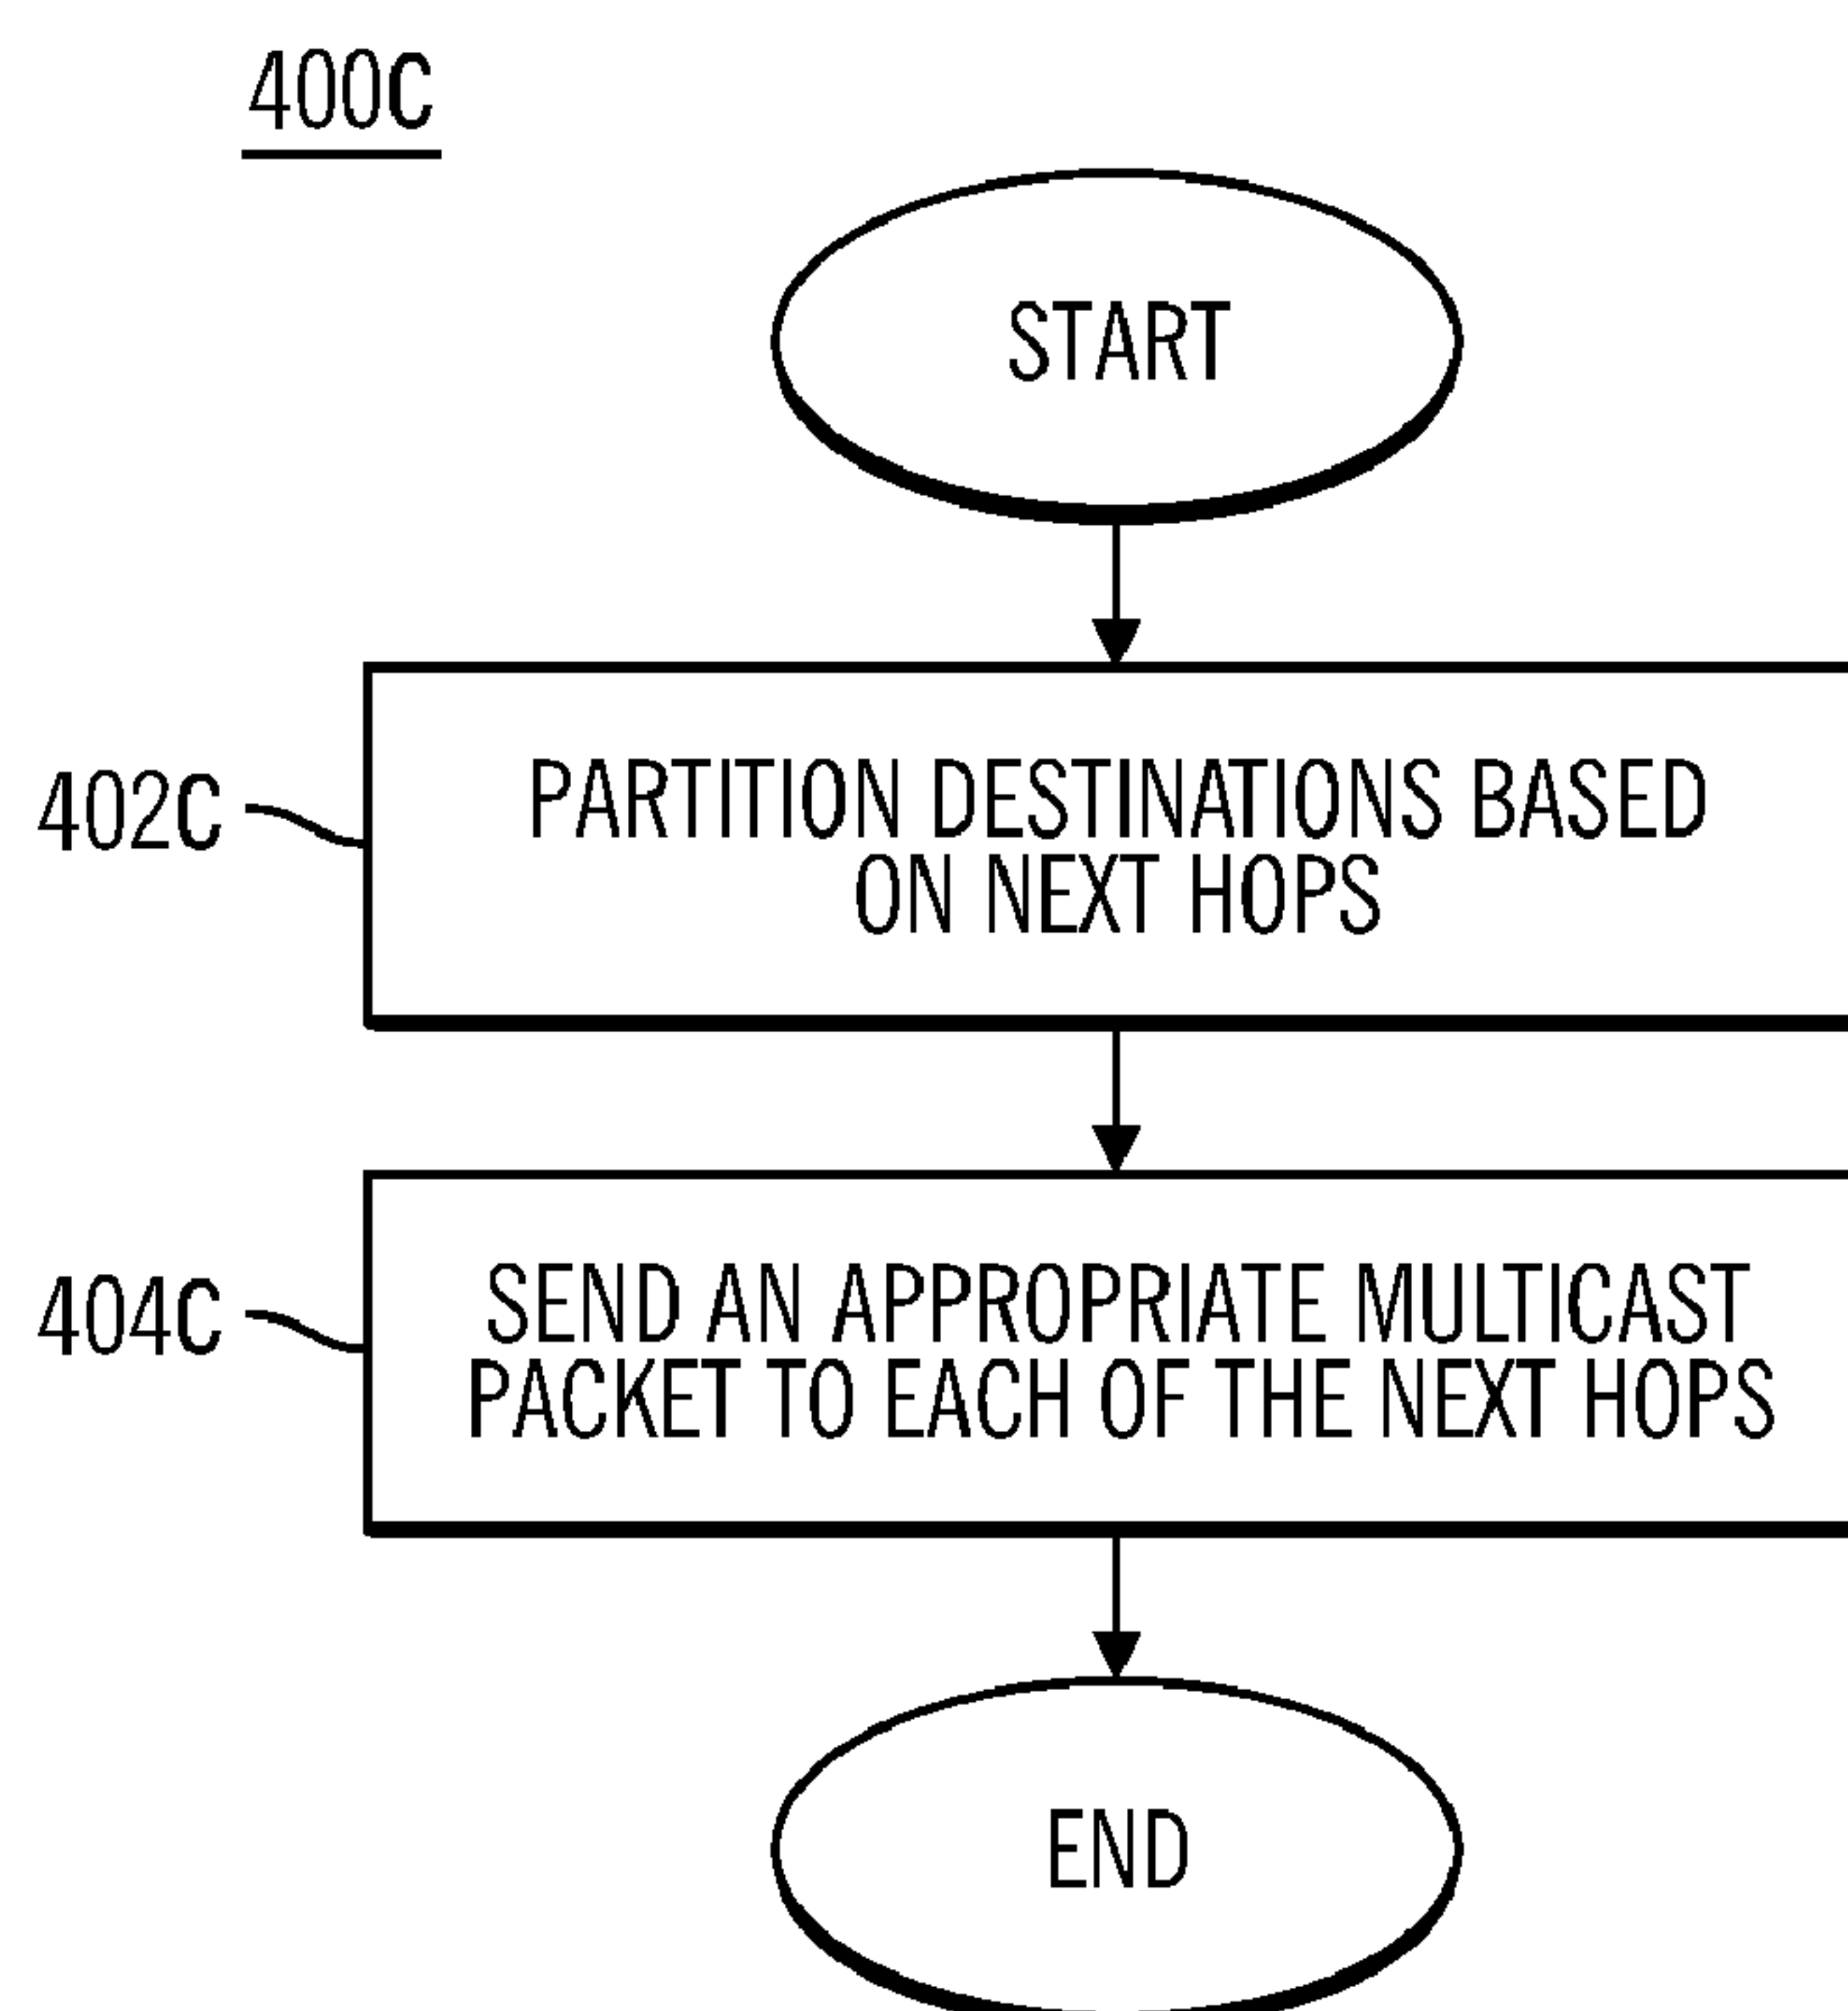 400C
START
402C
PARTITION DESTINATIONS BASED
ON NEXT HOPS
404C
SEND AN APPROPRIATE MULTICAST
PACKET TO EACH OF THE NEXT HOPS
END